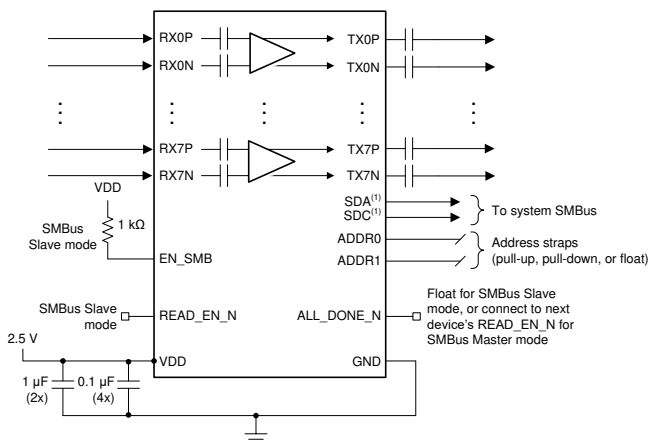 RX0P
TX0P
RX0N
TX0N
RX7P
TX7P
RX7N
TX7N
VDD
1 kΩ
SMBus
Slave mode
EN_SMB
SDA(1)
SDC(1)
To system SMBus
ADDR0
ADDR1
Address straps
(pull-up, pull-down, or float)
SMBus Slave
mode
READ_EN_N
ALL_DONE_N
Float for SMBus Slave
mode, or connect to next
device's READ_EN_N for
SMBus Master mode
2.5 V
VDD
GND
1 µF
(2x)
0.1 µF
(4x)